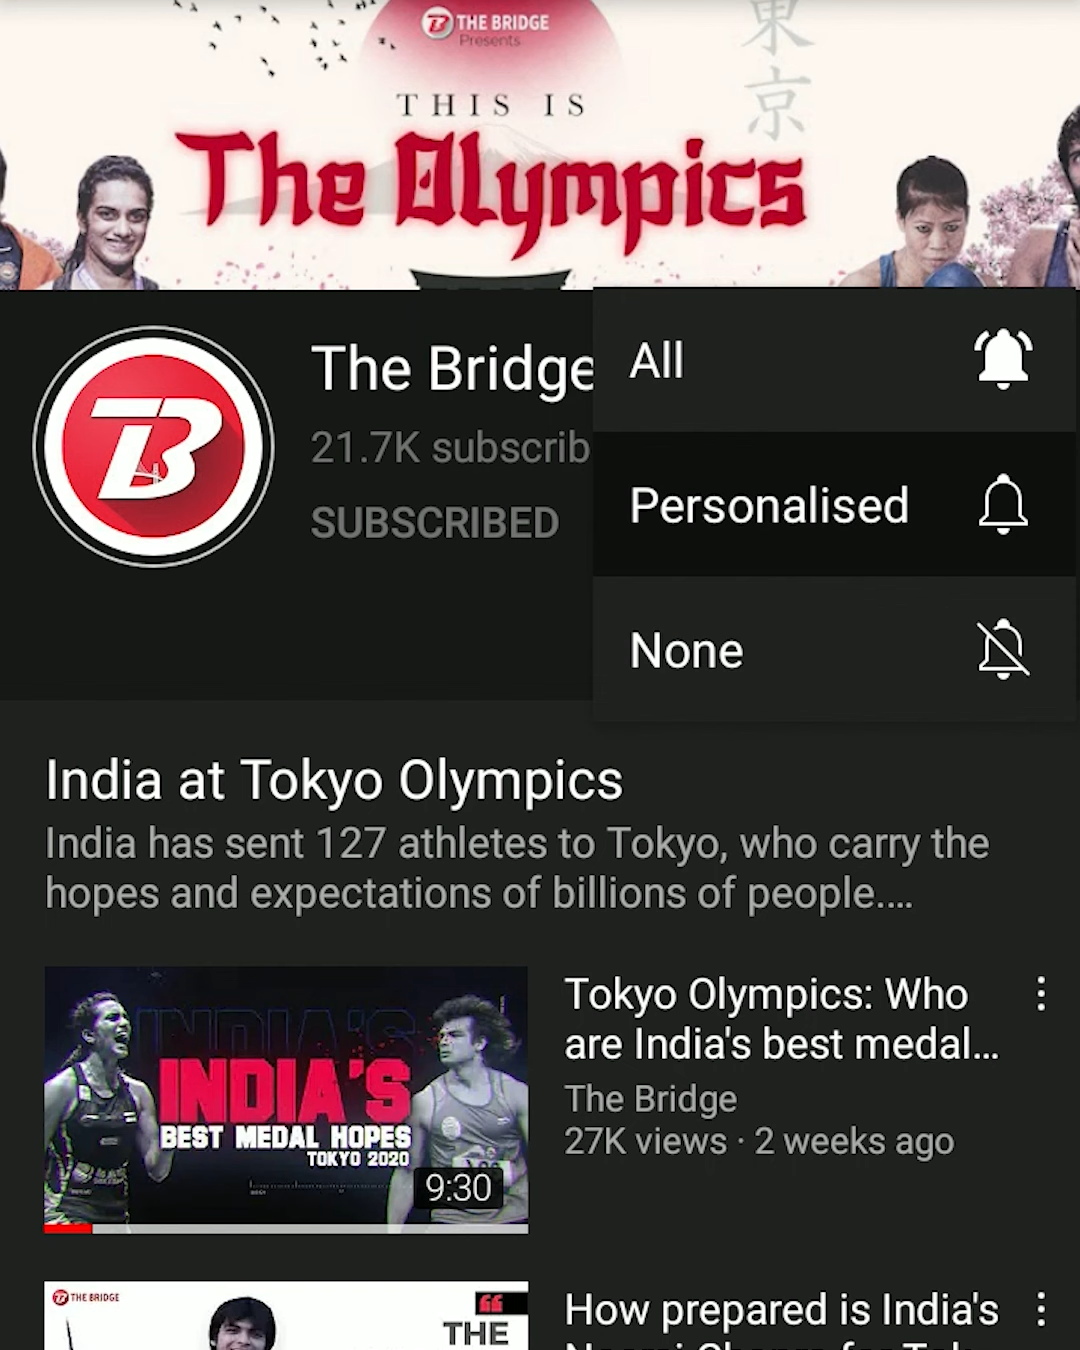 THE BRIDGE
Presents
東京
THIS IS
The Olympics
The Bridge
21.7K subscrib
SUBSCRIBED
All
Personalised
None
India at Tokyo Olympics
India has sent 127 athletes to Tokyo, who carry the
hopes and expectations of billions of people....
INDIA'S
INDIA'S
BEST MEDAL HOPES
TOKYO 2020
9:30
Tokyo Olympics: Who
are India's best medal...
The Bridge
27K views · 2 weeks ago
THE BRIDGE
THE
How prepared is India's